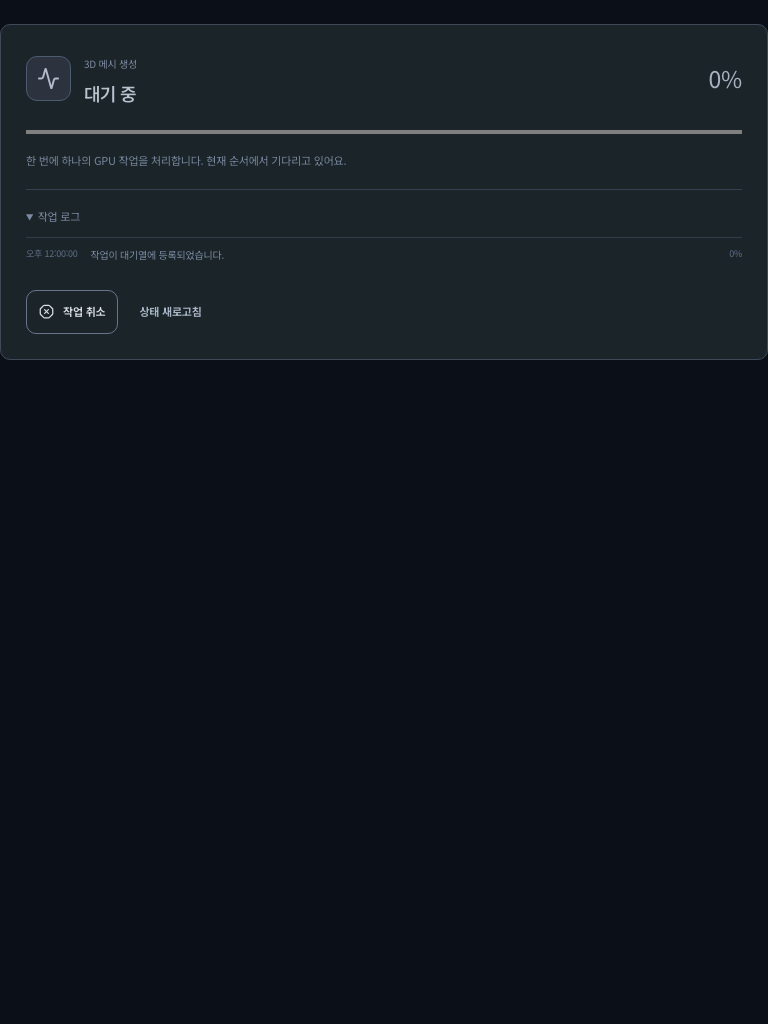 3D 메시 생성
대기 중
0%
한 번에 하나의 GPU 작업을 처리합니다. 현재 순서에서 기다리고 있어요.
▼ 작업 로그
오후 12:00:00 작업이 대기열에 등록되었습니다. 0%
작업 취소 상태 새로고침